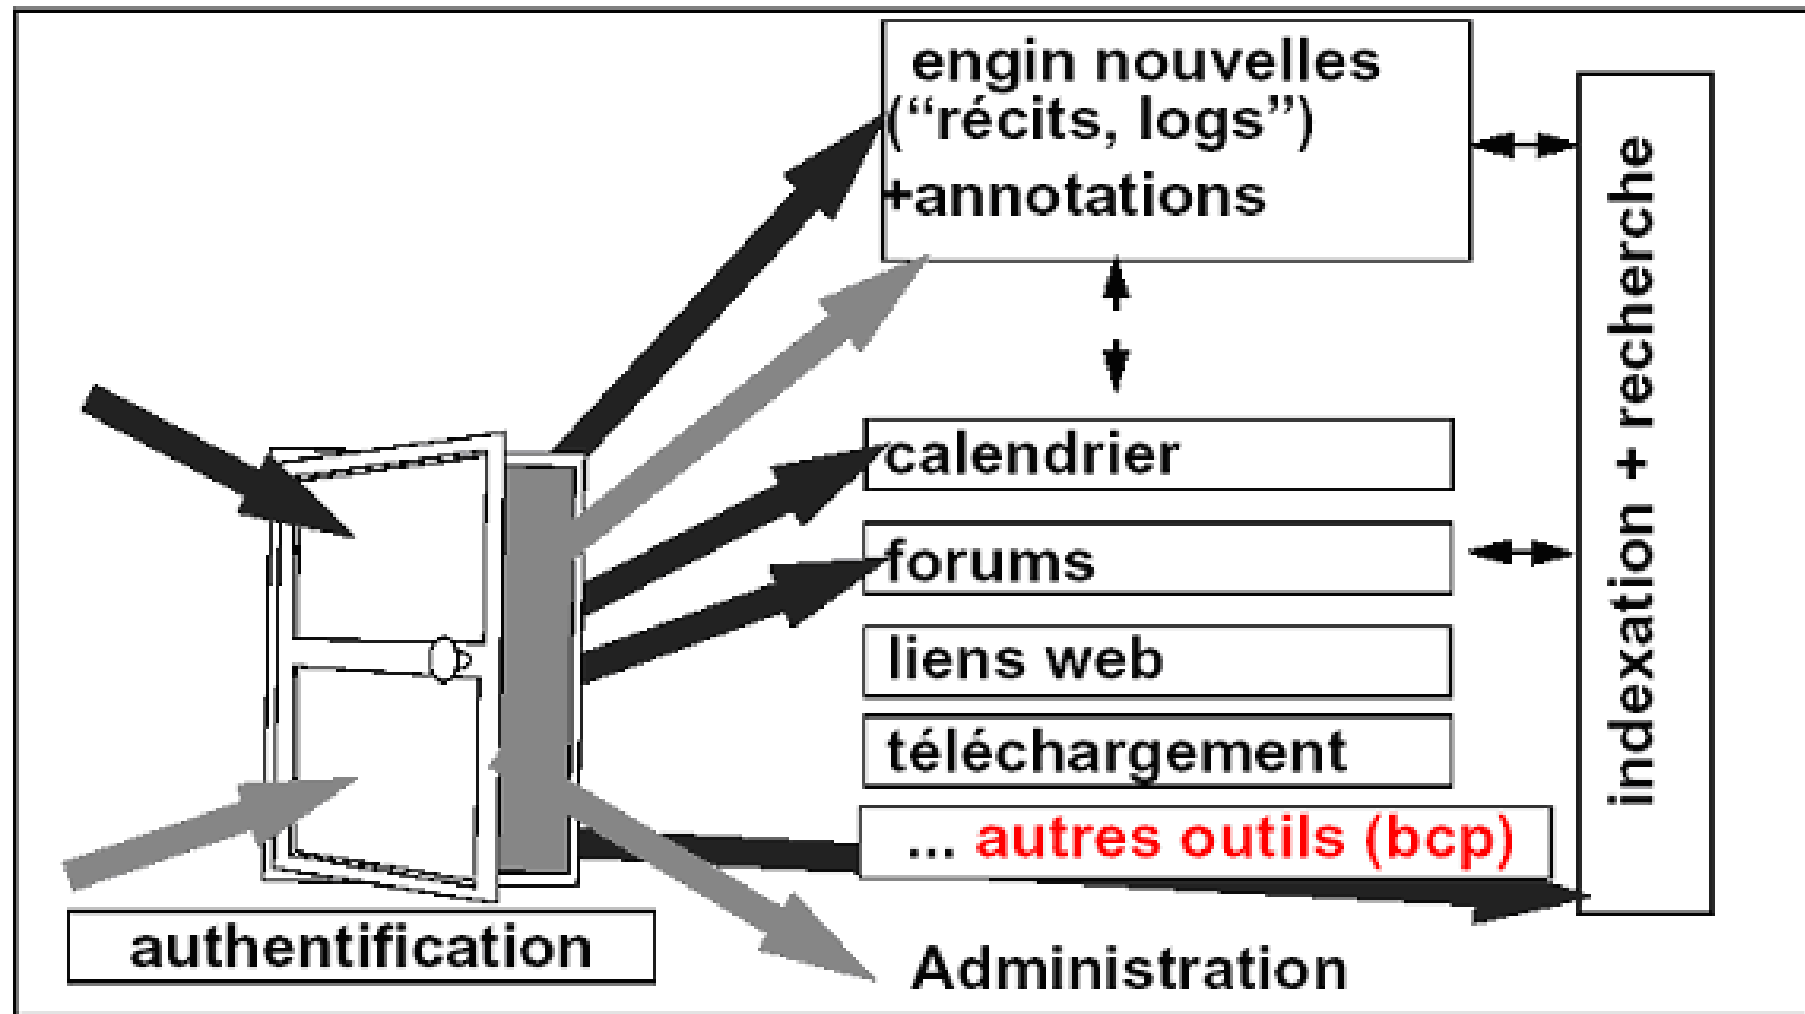 engin nouvelles
(“récits, logs”)
+annotations
calendrier
forums
liens web
téléchargement
... autres outils (bcp)
indexation + recherche
authentification
Administration